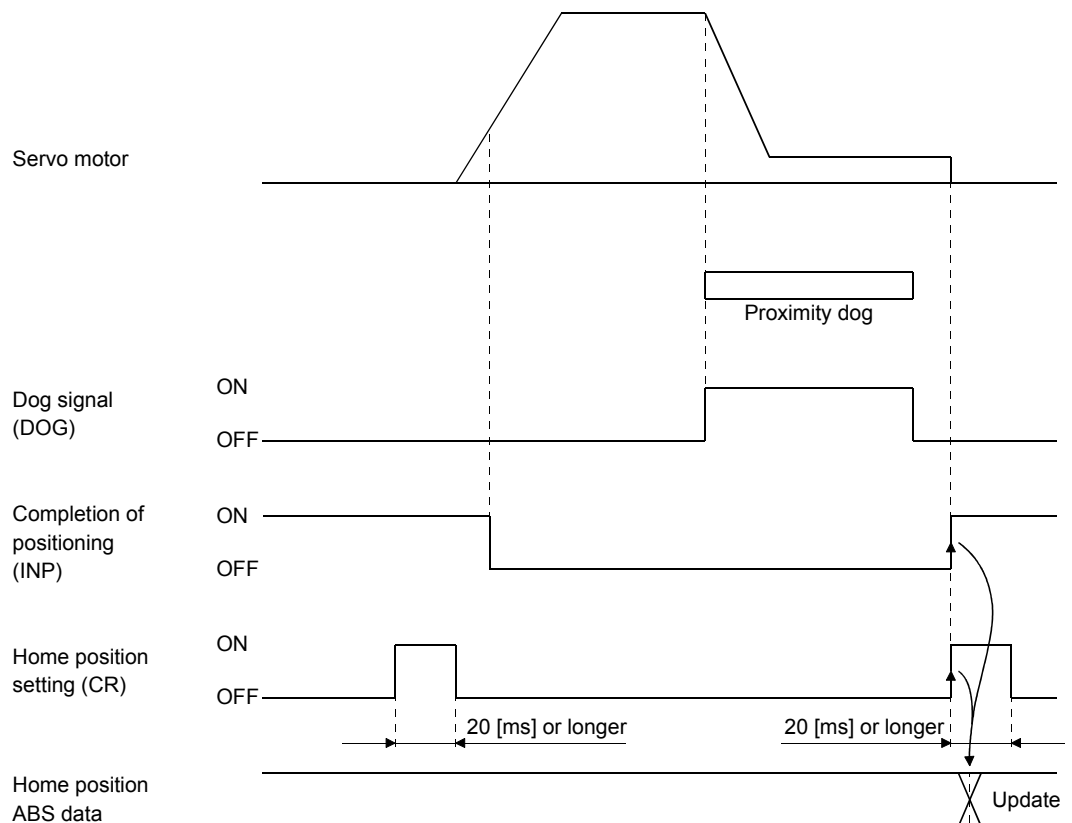 Servo motor
Proximity dog
Dog signal
(DOG)
ON
OFF
Completion of
positioning
(INP)
ON
OFF
Home position
setting (CR)
ON
OFF
20 [ms] or longer
20 [ms] or longer
Home position
ABS data
Update